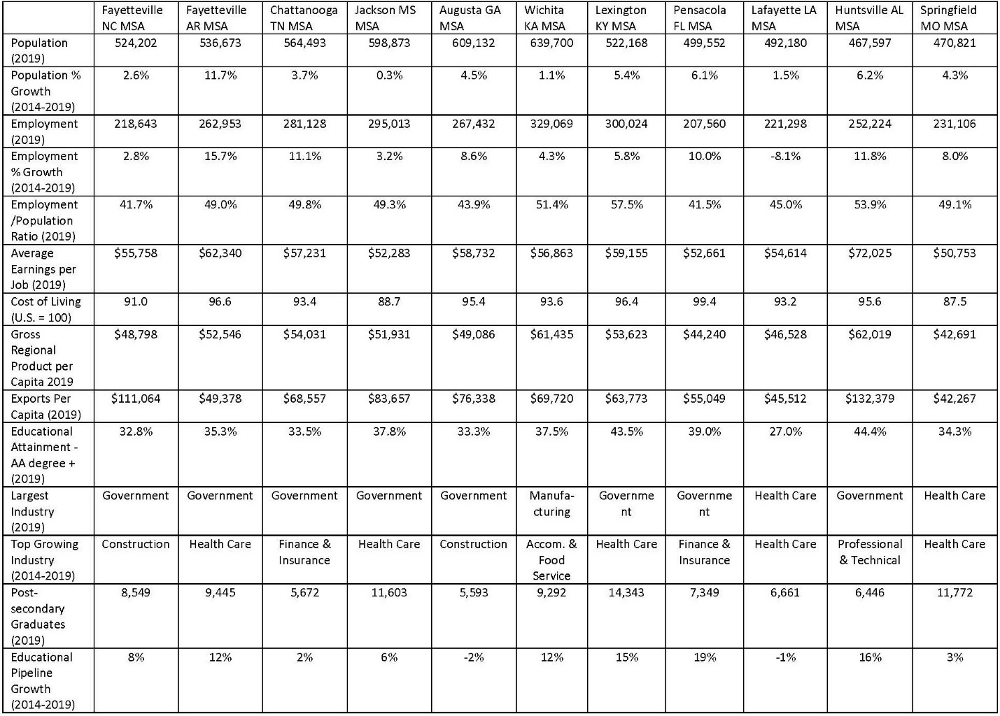 Fayetteville NC MSA Fayetteville AR MSA Chattanooga TN MSA Jackson MS MSA Augusta GA MSA Wichita KA MSA Lexington KY MSA Pensacola FL MSA Lafayette LA MSA Huntsville AL MSA Springfield MO MSA
Population (2019) 524,202 536,673 564,493 598,873 609,132 639,700 522,168 499,552 492,180 467,597 470,821
Population % Growth (2014-2019) 2.6% 11.7% 3.7% 0.3% 4.5% 1.1% 5.4% 6.1% 1.5% 6.2% 4.3%
Employment (2019) 218,643 262,953 281,128 295,013 267,432 329,069 300,024 207,560 221,298 252,224 231,106
Employment % Growth (2014-2019) 2.8% 15.7% 11.1% 3.2% 8.6% 4.3% 5.8% 10.0% -8.1% 11.8% 8.0%
Employment /Population Ratio (2019) 41.7% 49.0% 49.8% 49.3% 43.9% 51.4% 57.5% 41.5% 45.0% 53.9% 49.1%
Average Earnings per Job (2019) $55,758 $62,340 $57,231 $52,283 $58,732 $56,863 $59,155 $52,661 $54,614 $72,025 $50,753
Cost of Living (U.S. = 100) 91.0 96.6 93.4 88.7 95.4 93.6 96.4 99.4 93.2 95.6 87.5
Gross Regional Product per Capita 2019 $48,798 $52,546 $54,031 $51,931 $49,086 $61,435 $53,623 $44,240 $46,528 $62,019 $42,691
Exports Per Capita (2019) $111,064 $49,378 $68,557 $83,657 $76,338 $69,720 $63,773 $55,049 $45,512 $132,379 $42,267
Educational Attainment - AA degree + (2019) 32.8% 35.3% 33.5% 37.8% 33.3% 37.5% 43.5% 39.0% 27.0% 44.4% 34.3%
Largest Industry (2019) Government Government Government Government Government Manufa- cturing Governme nt Governme nt Health Care Government Health Care
Top Growing Industry (2014-2019) Construction Health Care Finance & Insurance Health Care Construction Accom. & Food Service Health Care Finance & Insurance Health Care Professional & Technical Health Care
Post- secondary Graduates (2019) 8,549 9,445 5,672 11,603 5,593 9,292 14,343 7,349 6,661 6,446 11,772
Educational Pipeline Growth (2014-2019) 8% 12% 2% 6% -2% 12% 15% 19% -1% 16% 3%